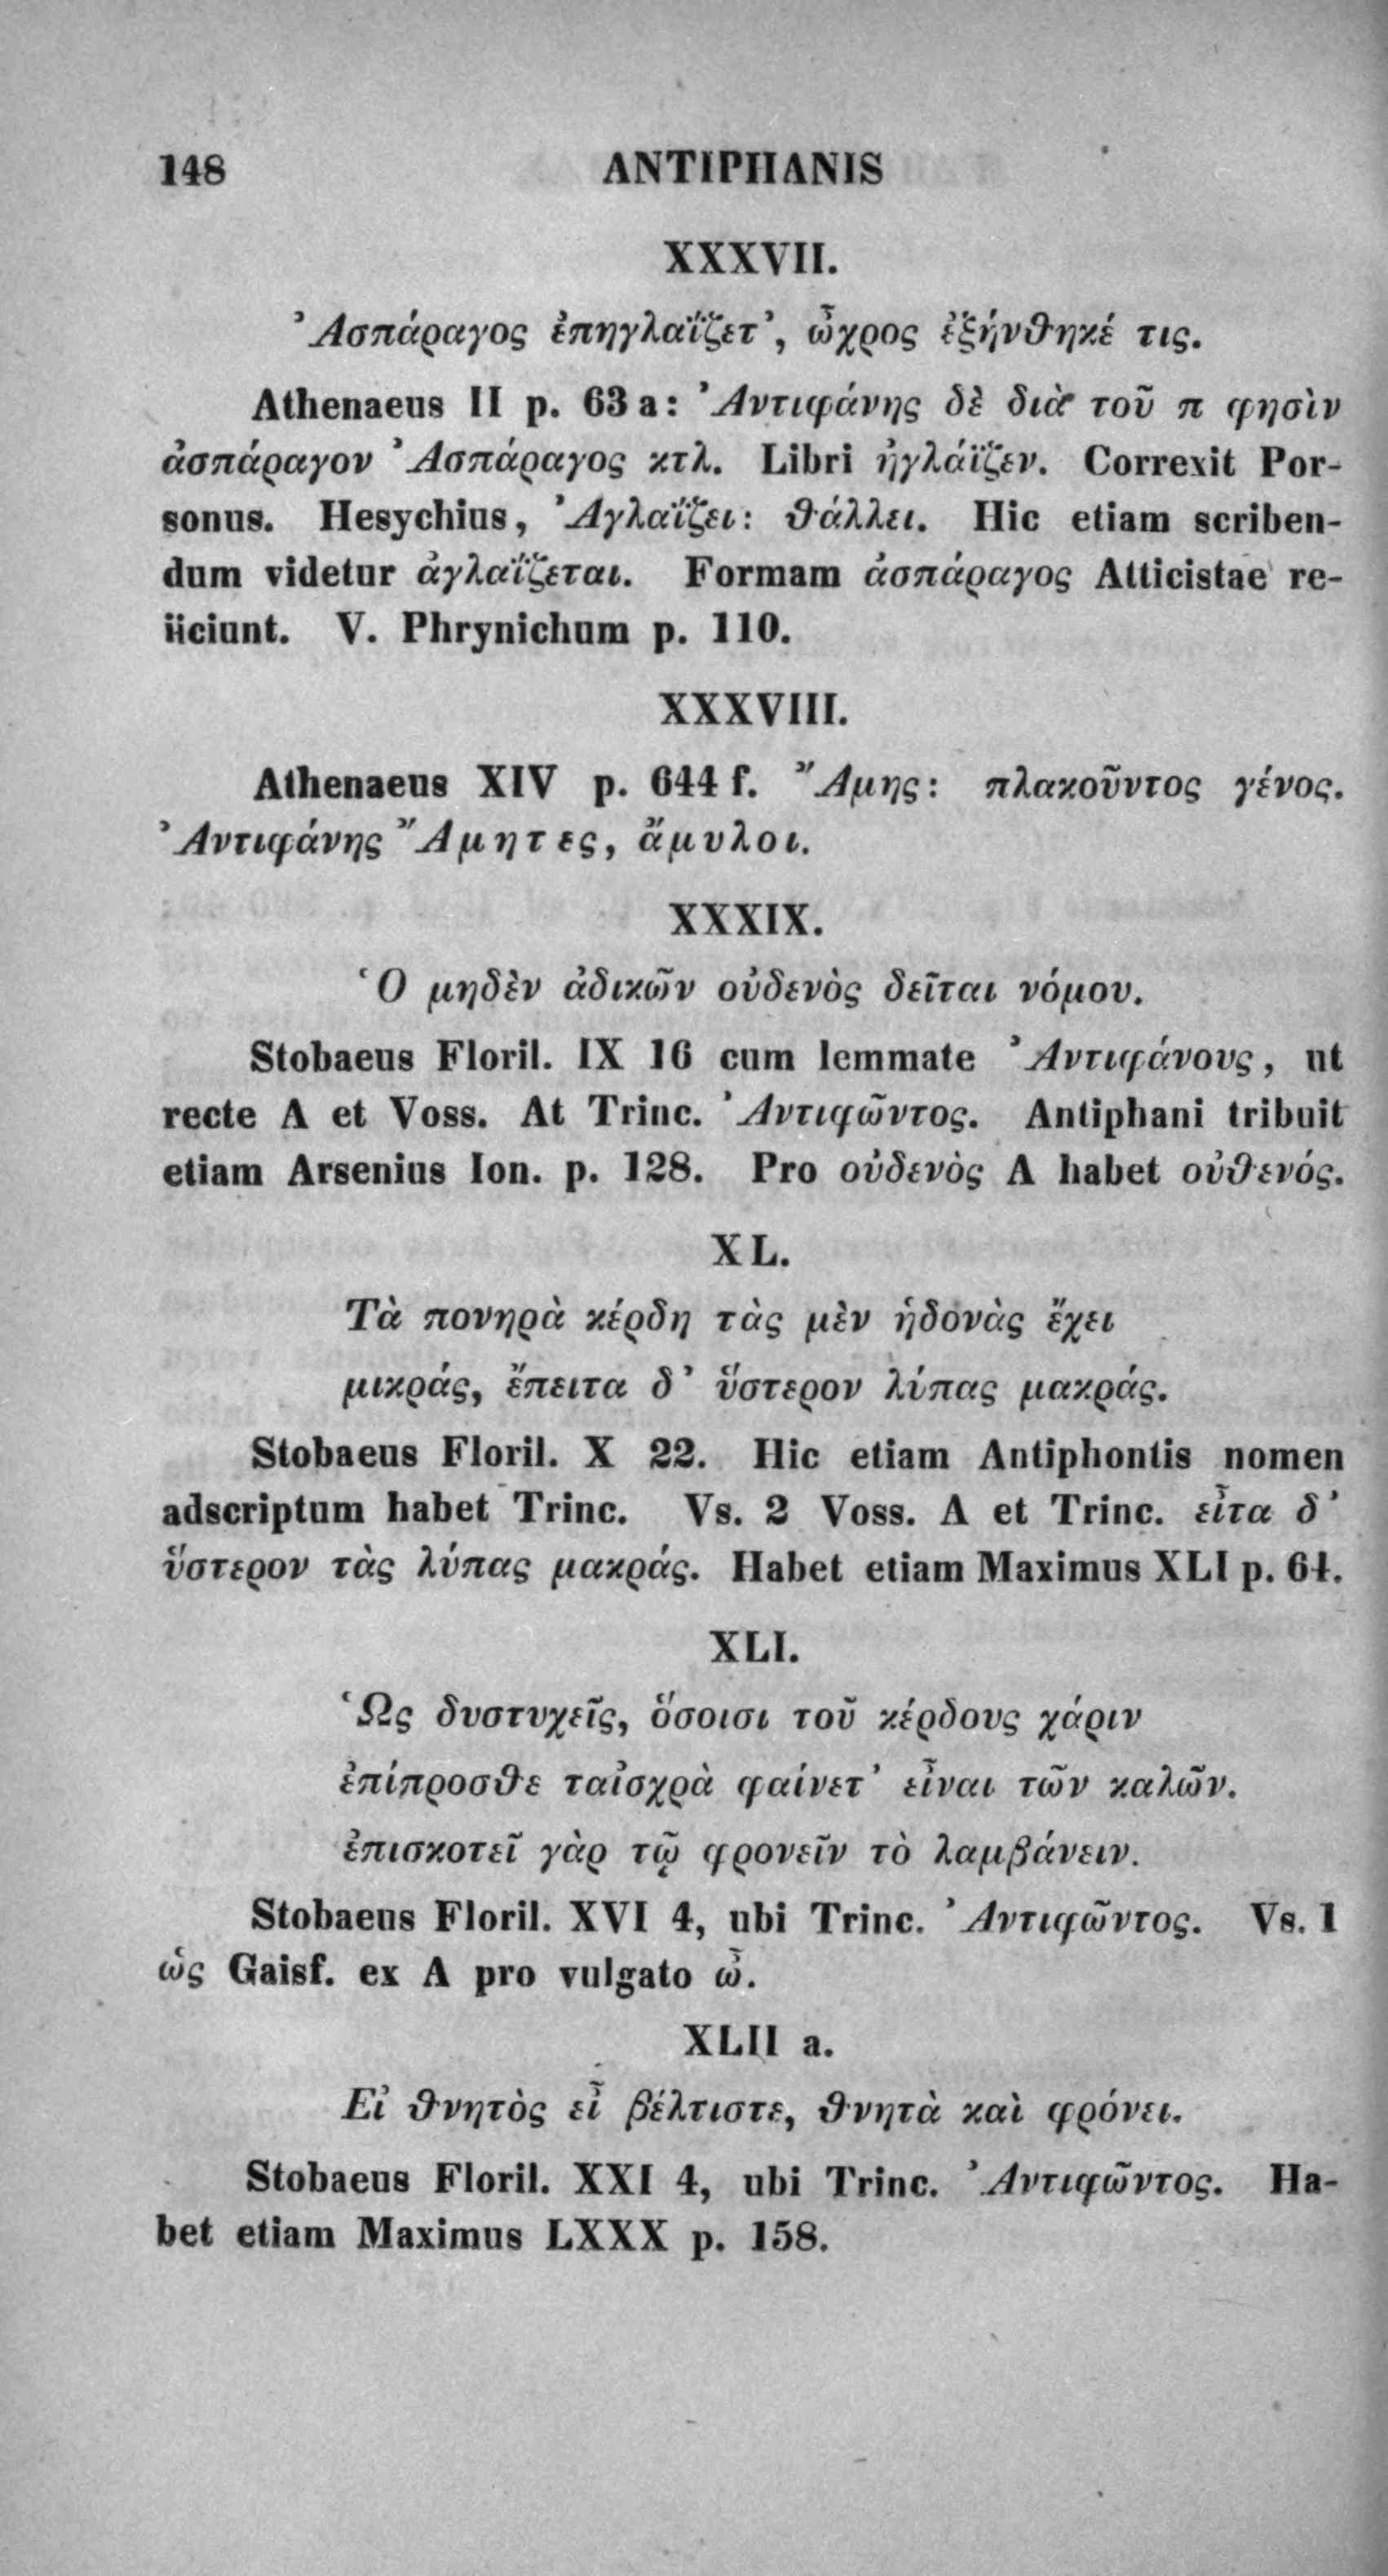 148 ANTIPHANIS
XXXVII.
Ἀσπάραγος ἐπηγλαΐζετ’, ὦχρος ἐξήνθηκέ τις.
Athenaeus II p. 63 a: Ἀντιφάνης δὲ διὰ τοῦ π φησὶν
ἀσπάραγον Ἀσπάραγος κτλ. Libri ἠγλάϊζεν. Correxit Por-
sonus. Hesychius, Ἀγλαΐζει: θάλλει. Hic etiam scriben-
dum videtur ἀγλαΐζεται. Formam ἀσπάραγος Atticistae re-
iiciunt. V. Phrynichum p. 110.
XXXVIII.
Athenaeus XIV p. 644 f. Ἄμης: πλακοῦντος γένος.
Ἀντιφάνης Ἄμητες, ἄμυλοι.
XXXIX.
Ὁ μηδὲν ἀδικῶν οὐδενὸς δεῖται νόμου.
Stobaeus Floril. IX 16 cum lemmate Ἀντιφάνους, ut
recte A et Voss. At Trinc. Ἀντιφῶντος. Antiphani tribuit
etiam Arsenius Ion. p. 128. Pro οὐδενὸς A habet οὐθενός.
XL.
Τὰ πονηρὰ κέρδη τὰς μὲν ἡδονὰς ἔχει
μικράς, ἔπειτα δ’ ὕστερον λύπας μακράς.
Stobaeus Floril. X 22. Hic etiam Antiphontis nomen
adscriptum habet Trinc. Vs. 2 Voss. A et Trinc. εἶτα δ’
ὕστερον τὰς λύπας μακράς. Habet etiam Maximus XLI p. 64.
XLI.
Ὡς δυστυχεῖς, ὅσοισι τοῦ κέρδους χάριν
ἐπίπροσθε ταἰσχρὰ φαίνετ’ εἶναι τῶν καλῶν.
ἐπισκοτεῖ γὰρ τῷ φρονεῖν τὸ λαμβάνειν.
Stobaeus Floril. XVI 4, ubi Trinc. Ἀντιφῶντος. Vs. 1
ὡς Gaisf. ex A pro vulgato ὦ.
XLII a.
Εἰ θνητὸς εἶ βέλτιστε, θνητὰ καὶ φρόνει.
Stobaeus Floril. XXI 4, ubi Trinc. Ἀντιφῶντος. Ha-
bet etiam Maximus LXXX p. 158.